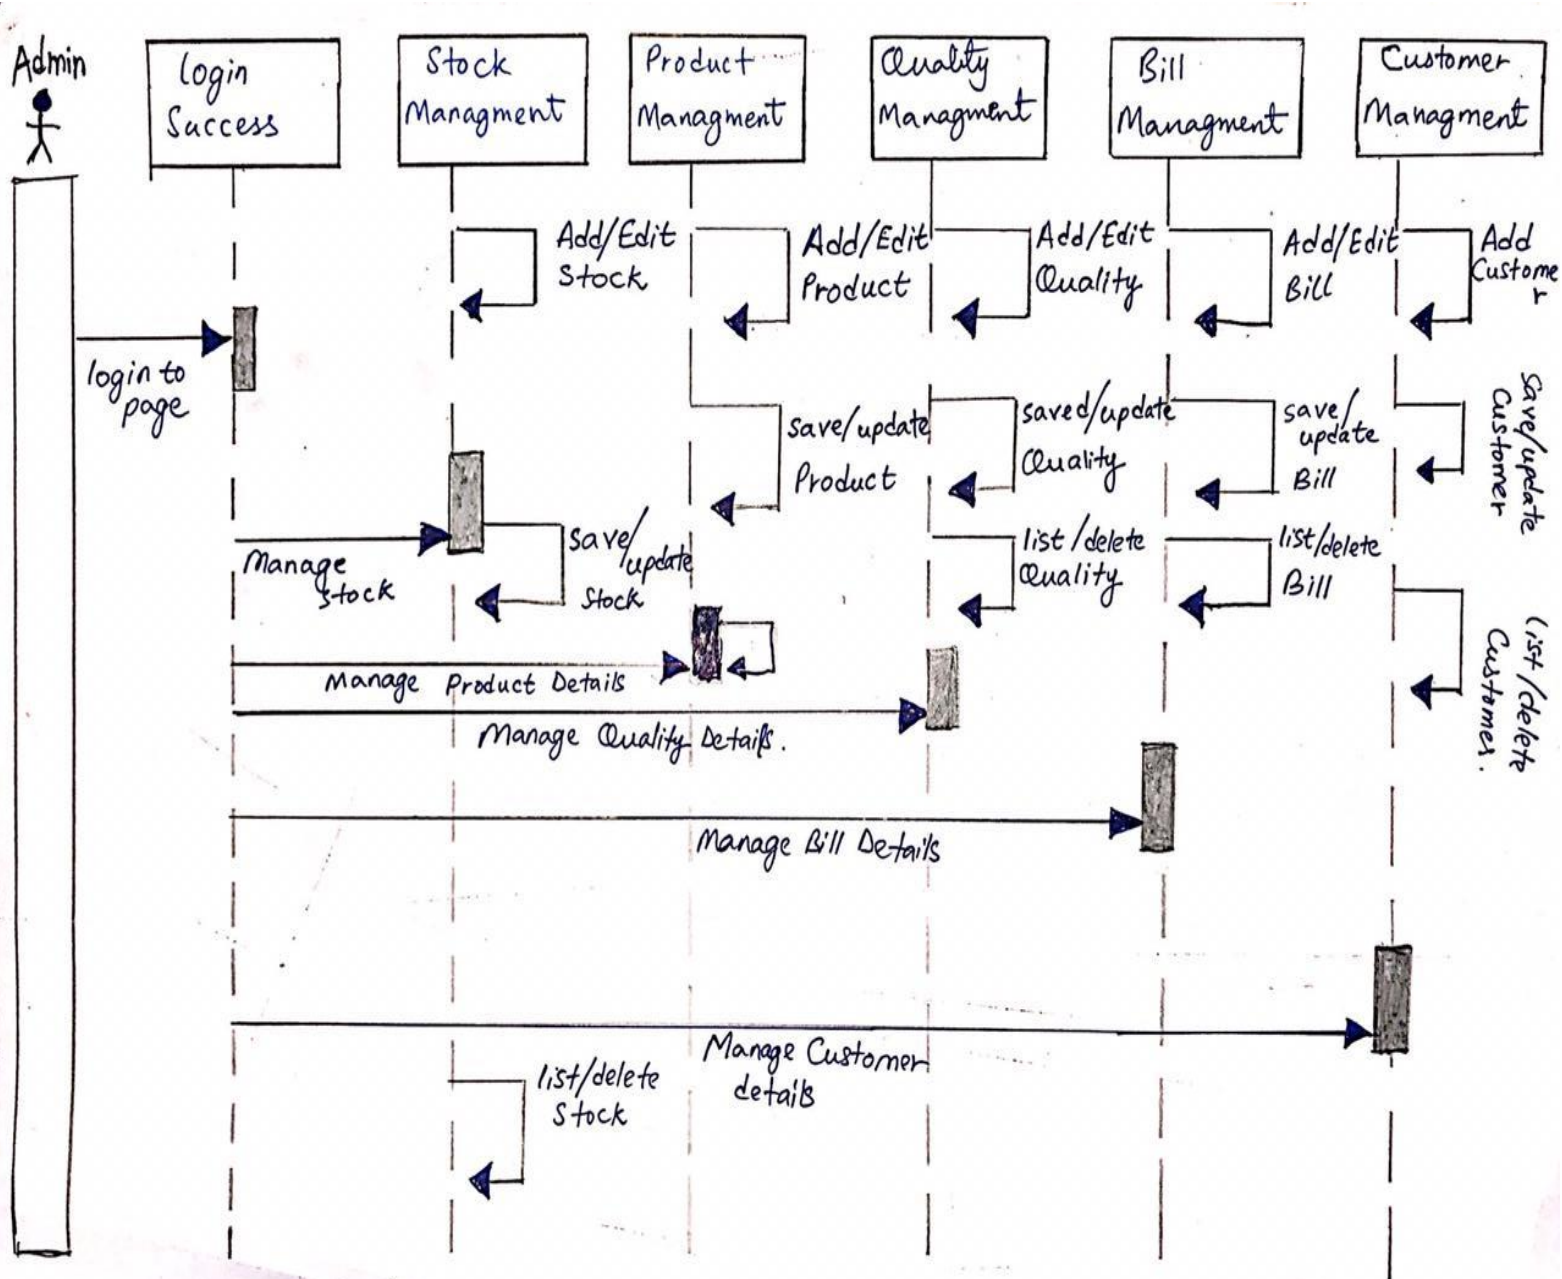 Admin
login
Success
Stock
Managment
Product
Managment
Quality
Managment
Bill
Managment
Customer
Managment
Add/Edit
Stock
Add/Edit
Product
Add/Edit
Quality
Add/Edit
Bill
Add
Custome
r
login to
page
save/update
Product
saved/update
Quality
save/
update
Bill
Save/update
Customer
Manage
stock
save/
update
Stock
list/delete
Quality
list/delete
Bill
list/delete
Customer.
Manage Product Details
Manage Quality Details.
Manage Bill Details
Manage Customer
details
list/delete
Stock